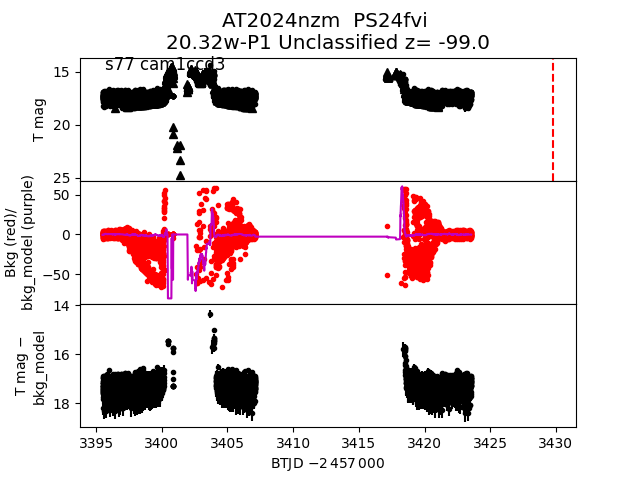 AT2024nzm  PS24fvi
20.32w-P1 Unclassified z= -99.0
s77 cam1ccd3
15
20
25
T mag
50
0
−50
Bkg (red)/
bkg_model (purple)
14
16
18
T mag −
bkg_model
3395 3400 3405 3410 3415 3420 3425 3430
BTJD −2 457 000